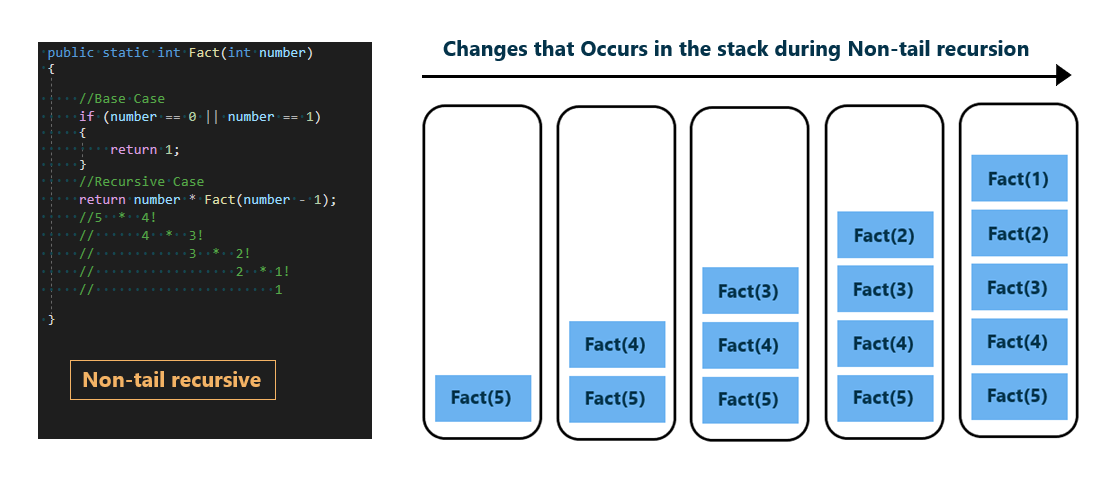 public static int Fact(int number)
{
//Base Case
if (number == 0 || number == 1)
{
return 1;
}
//Recursive Case
return number * Fact(number - 1);
//5 * 4!
// 4 * 3!
// 3 * 2!
// 2 * 1!
// 1
}
Non-tail recursive
Changes that Occurs in the stack during Non-tail recursion
Fact(5)
Fact(4)
Fact(5)
Fact(3)
Fact(4)
Fact(5)
Fact(2)
Fact(3)
Fact(4)
Fact(5)
Fact(1)
Fact(2)
Fact(3)
Fact(4)
Fact(5)